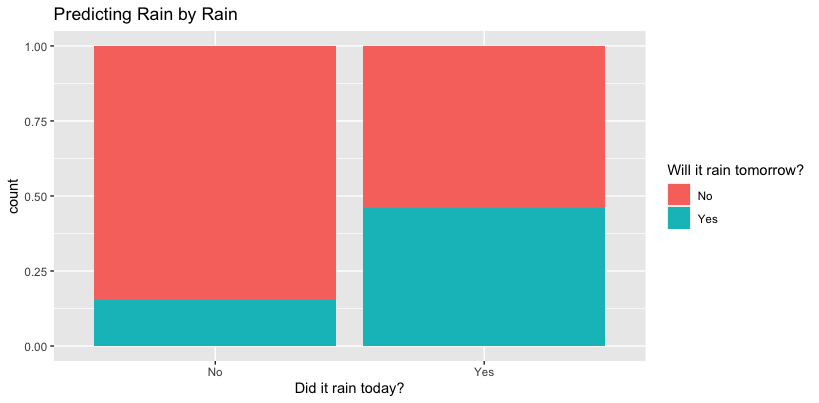 Predicting Rain by Rain
1.00
0.75
0.50
0.25
0.00
count
No
Yes
Did it rain today?
Will it rain tomorrow?
No
Yes